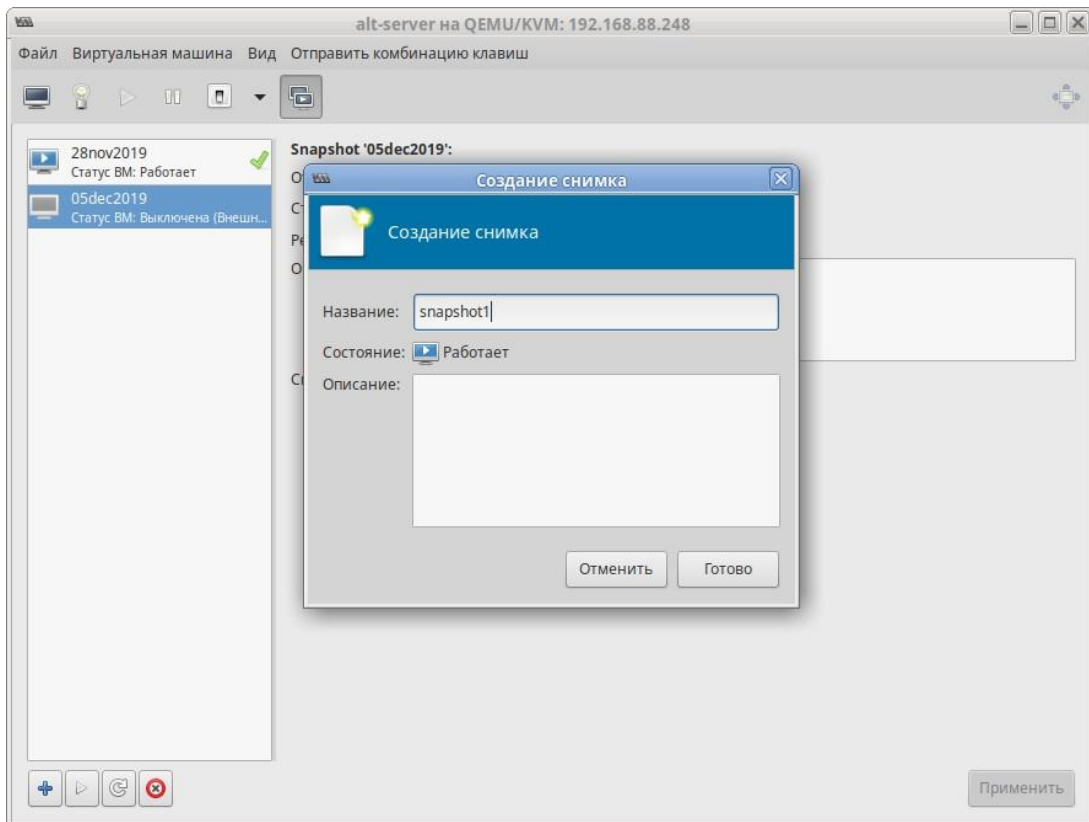 alt-server на QEMU/KVM: 192.168.88.248
Файл Виртуальная машина Вид Отправить комбинацию клавиш
28nov2019
Статус ВМ: Работает
05dec2019
Статус ВМ: Выключена (Внешн...
Snapshot '05dec2019':
Создание снимка
Создание снимка
Название: snapshot1
Состояние: Работает
Описание:
Отменить Готово
Применить